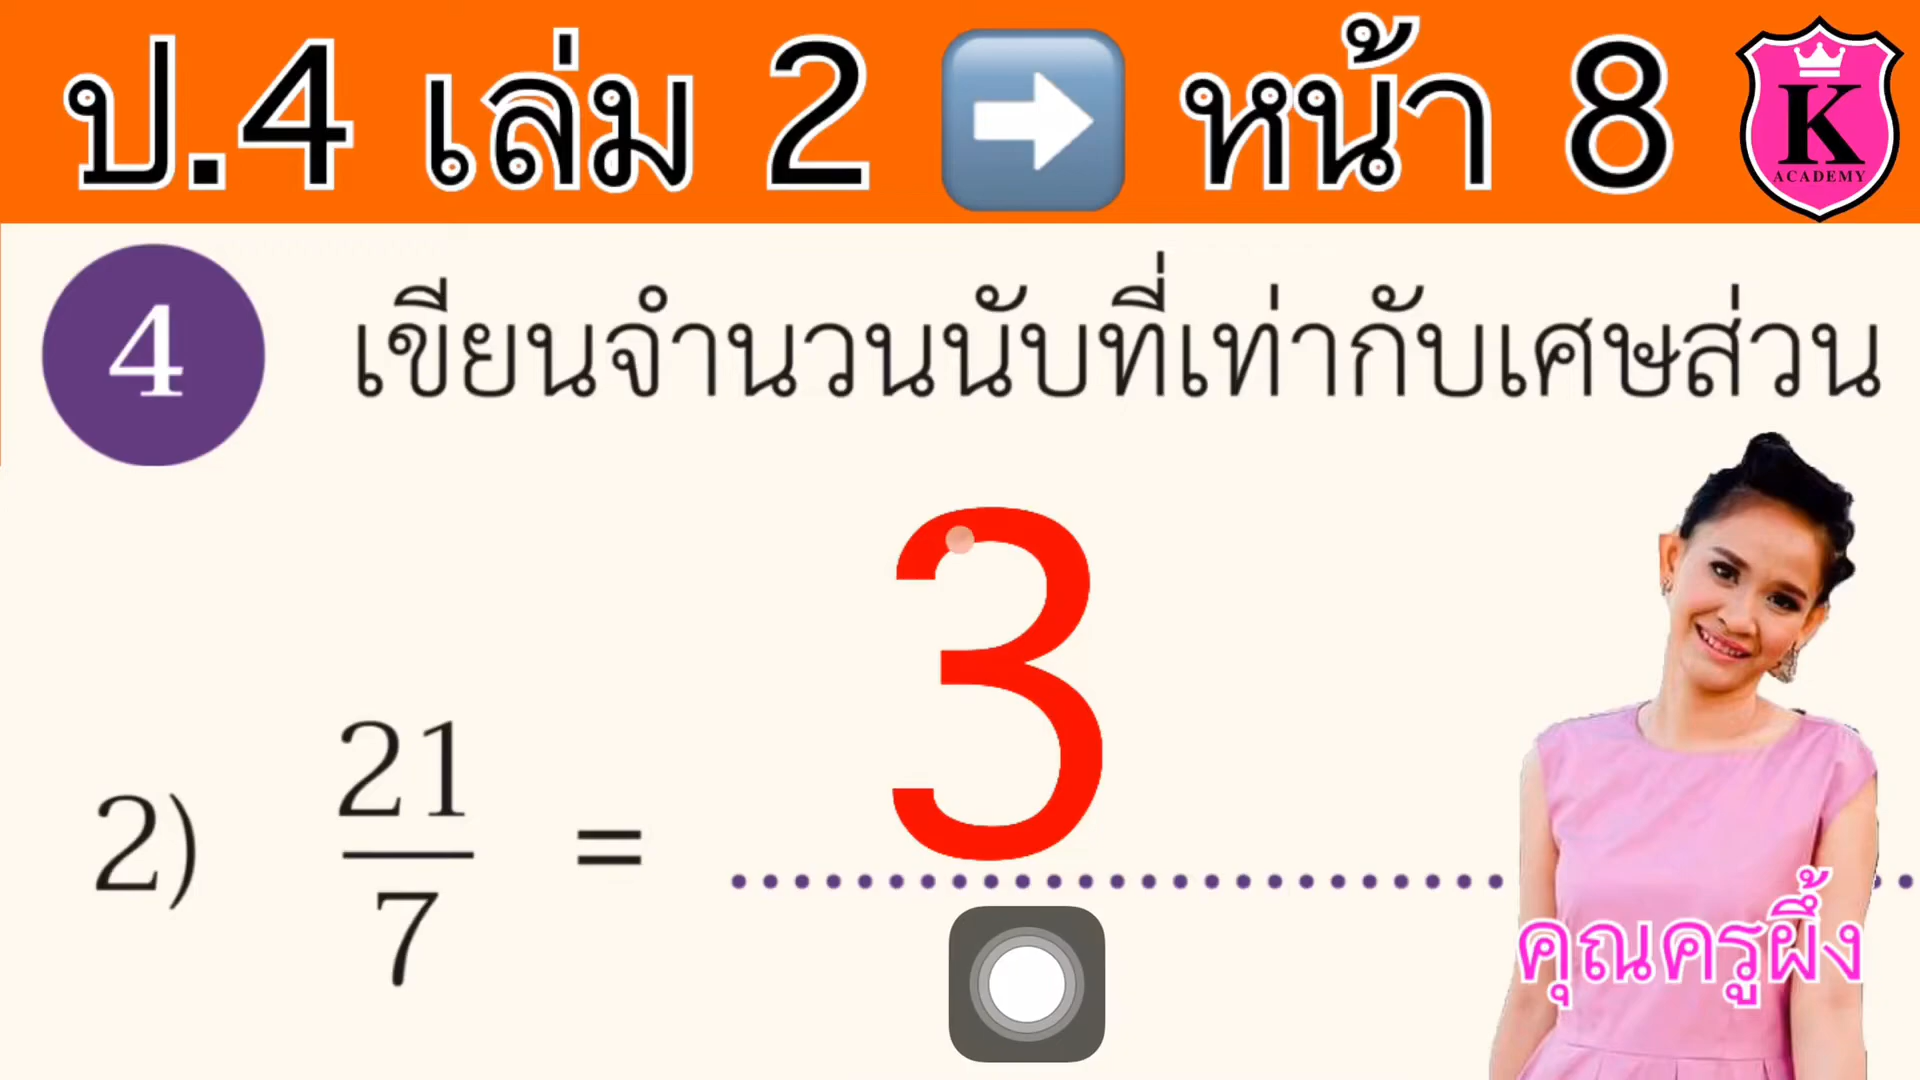 ป.4 เล่ม 2 ➡ หน้า 8
K
ACADEMY
4 เขียนจำนวนนับที่เท่ากับเศษส่วน
2) 21/7 = 3
คุณครูผึ้ง